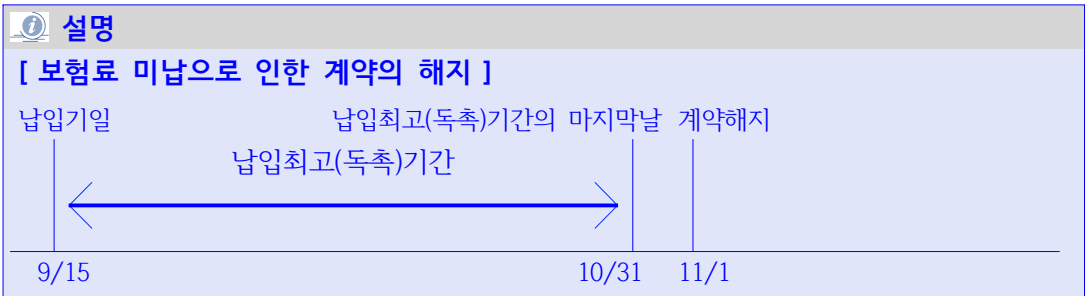 설명
[ 보험료 미납으로 인한 계약의 해지 ]
납입기일 납입최고(독촉)기간의 마지막날 계약해지
납입최고(독촉)기간
9/15 10/31 11/1